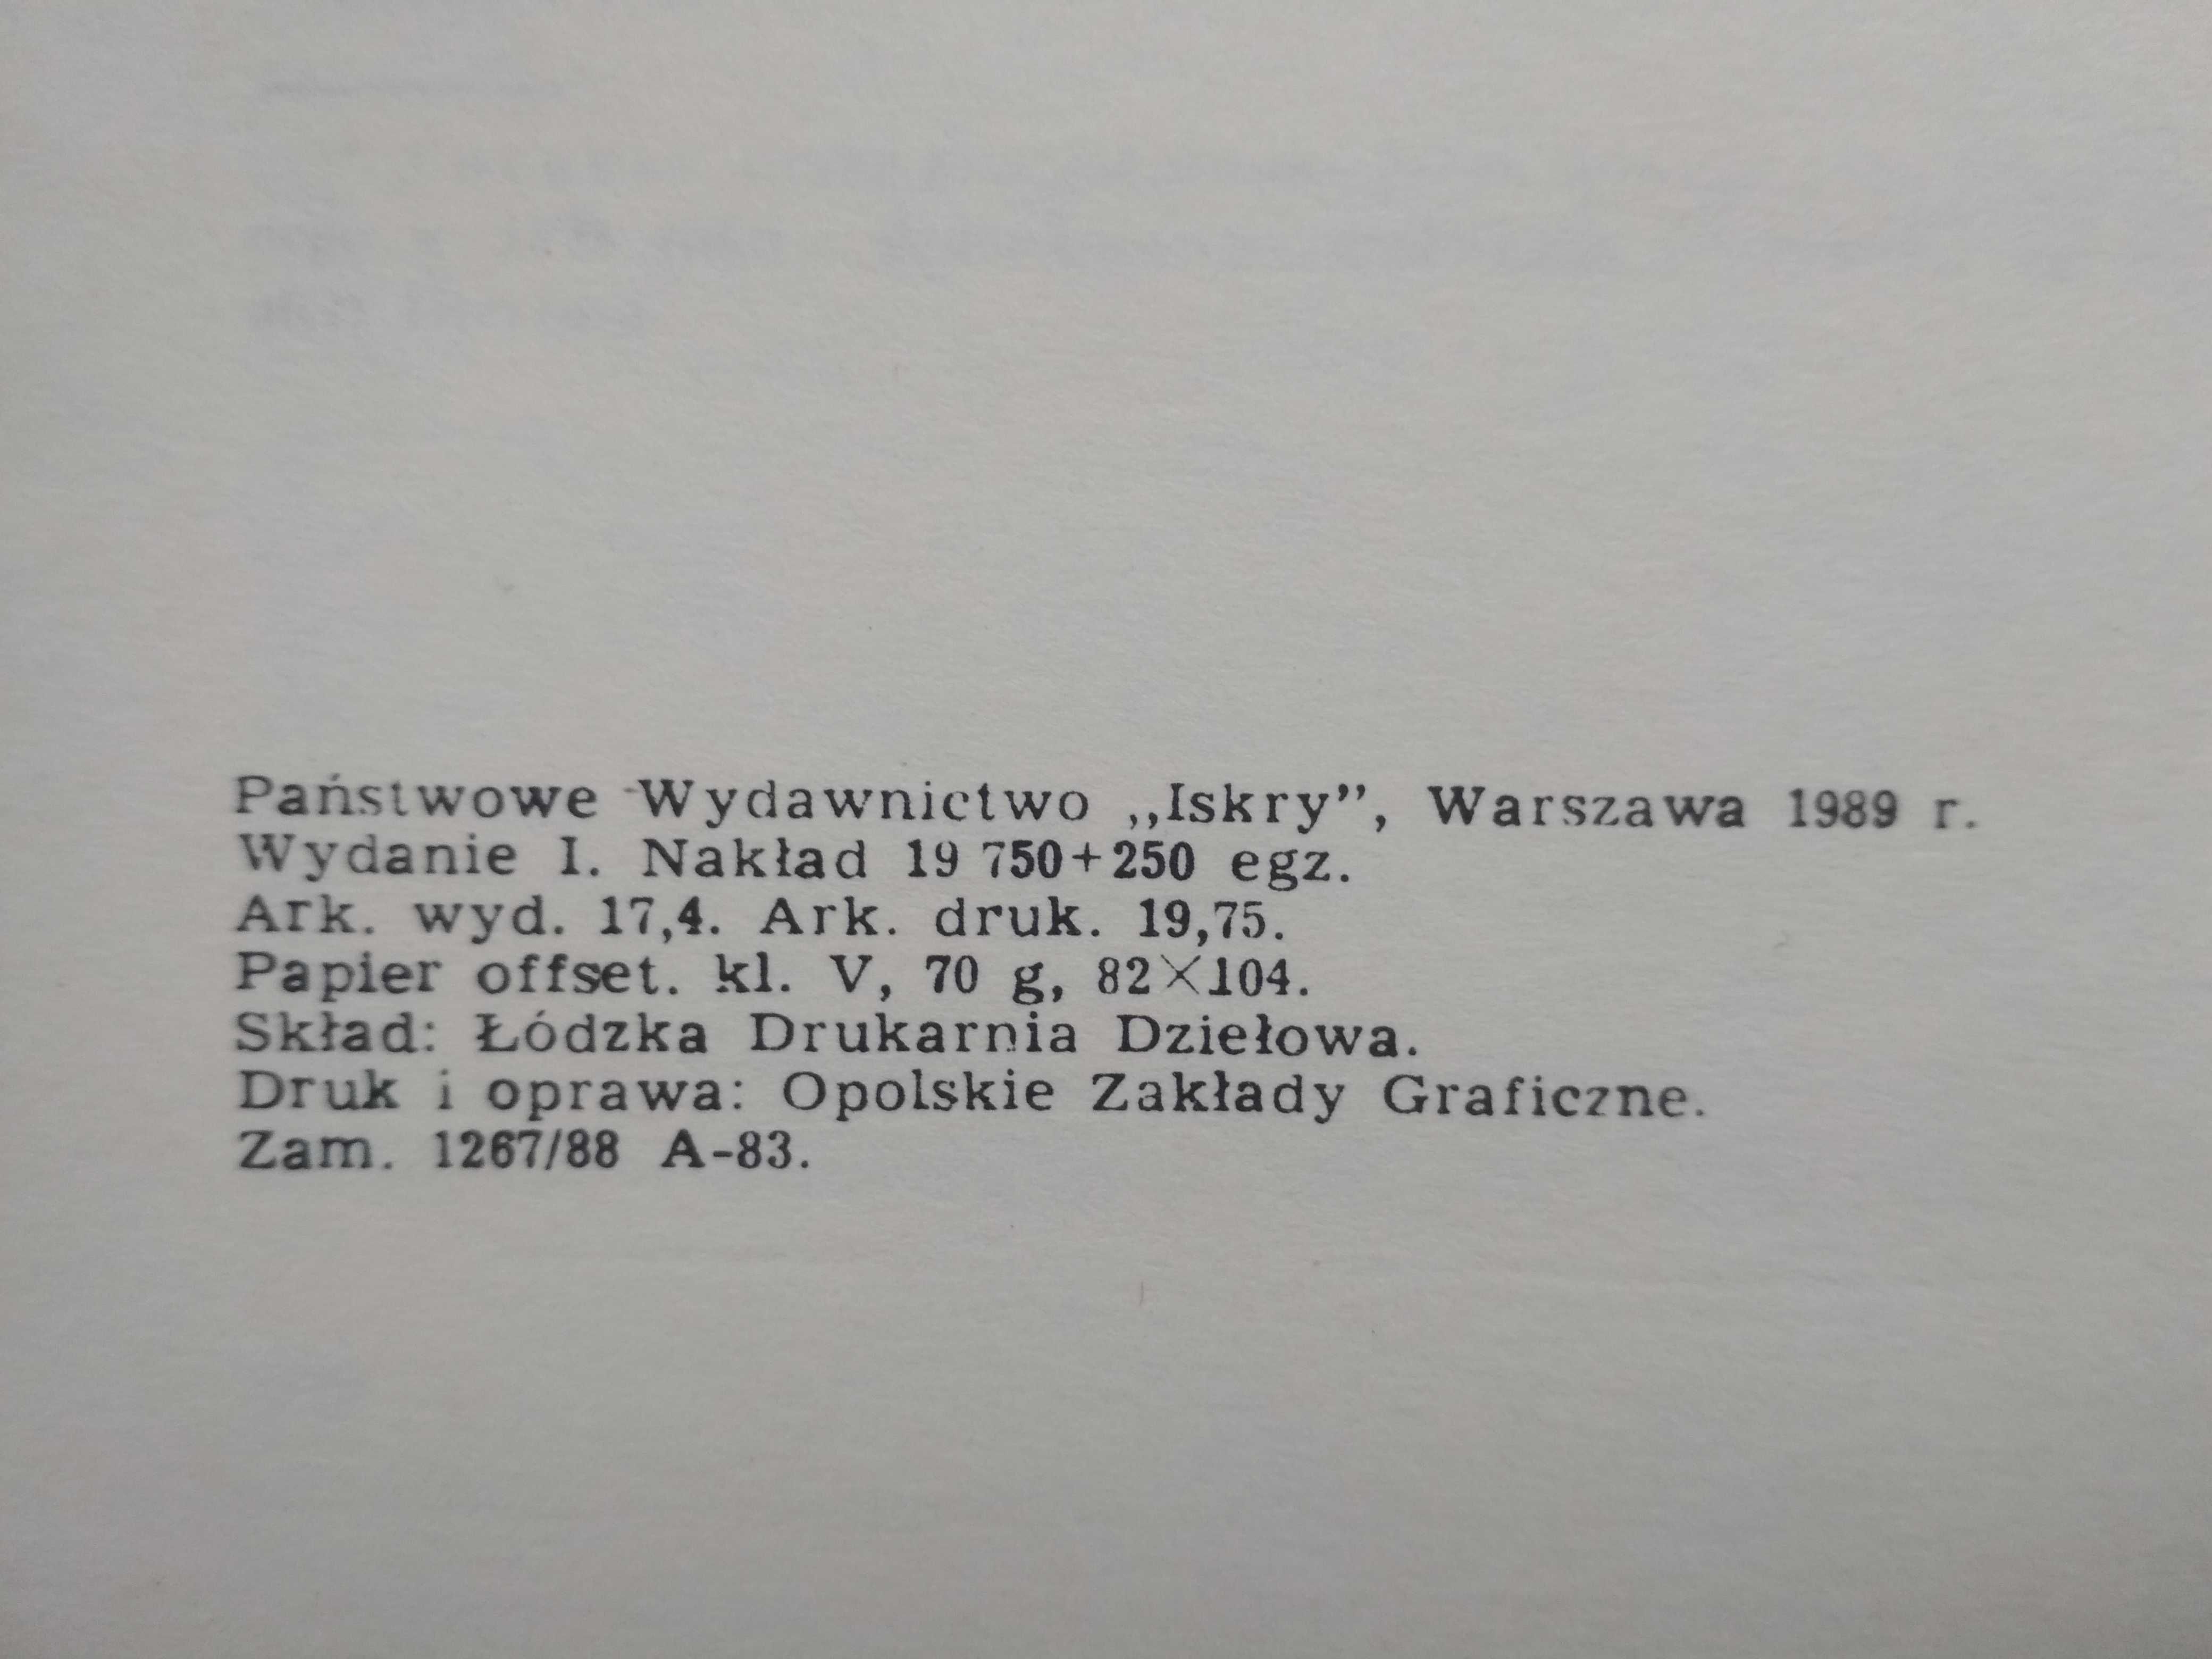 Państwowe Wydawnictwo „Iskry”, Warszawa 1989 r.
Wydanie I. Nakład 19 750+250 egz.
Ark. wyd. 17,4. Ark. druk. 19,75.
Papier offset. kl. V, 70 g, 82×104.
Skład: Łódzka Drukarnia Dziełowa.
Druk i oprawa: Opolskie Zakłady Graficzne.
Zam. 1267/88 A-83.